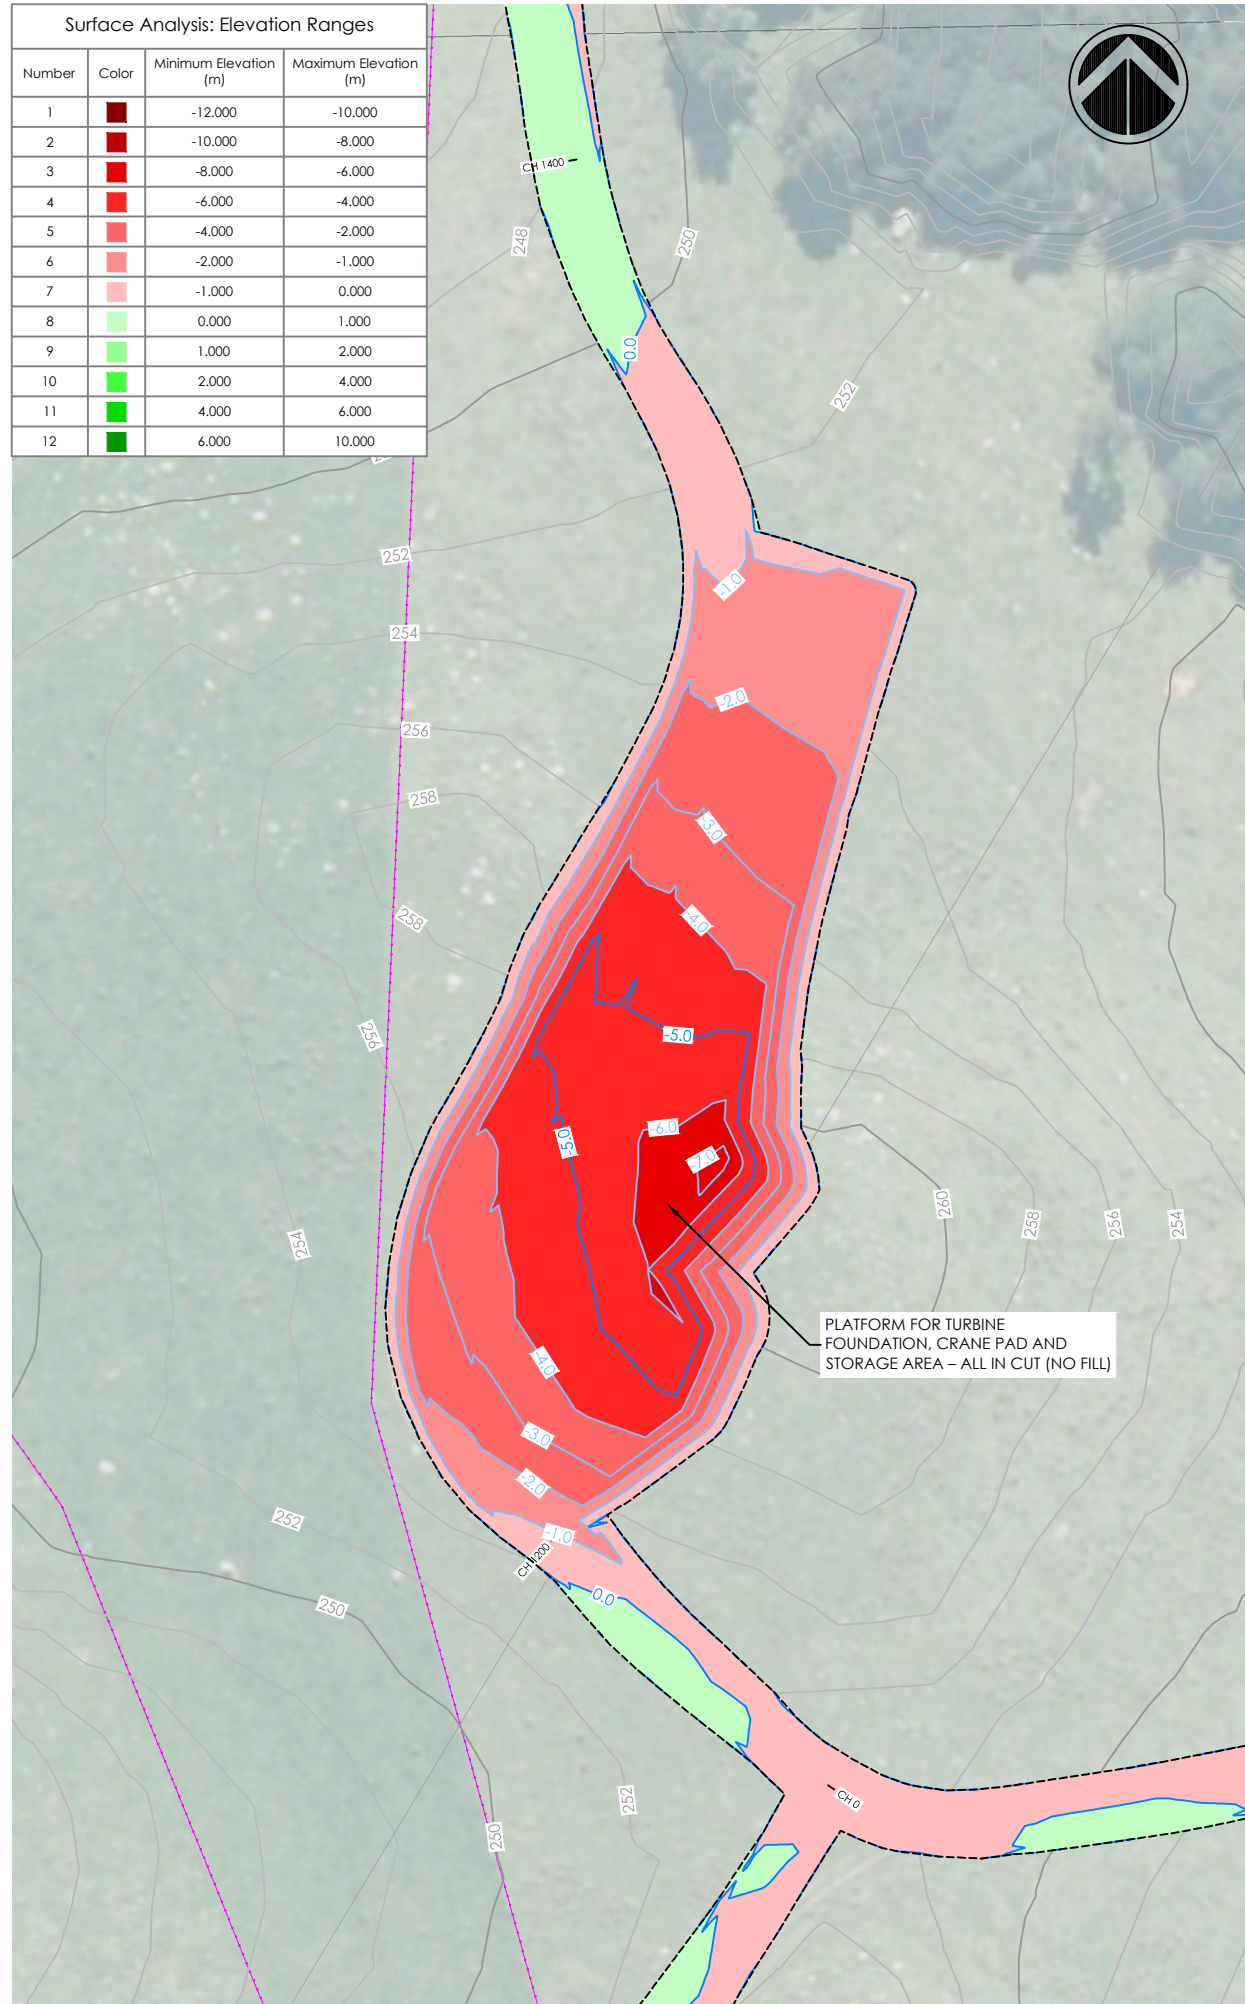 Surface Analysis: Elevation Ranges
Number Color Minimum Elevation (m) Maximum Elevation (m)
1 -12.000 -10.000
2 -10.000 -8.000
3 -8.000 -6.000
4 -6.000 -4.000
5 -4.000 -2.000
6 -2.000 -1.000
7 -1.000 0.000
8 0.000 1.000
9 1.000 2.000
10 2.000 4.000
11 4.000 6.000
12 6.000 10.000
CH 1400
248
250
0.0
252
252
-1.0
254
-2.0
256
258
-3.0
258
-4.0
256
-5.0
-6.0
-5.0
-7.0
260
258
256
254
254
PLATFORM FOR TURBINE
FOUNDATION, CRANE PAD AND
STORAGE AREA – ALL IN CUT (NO FILL)
-4.0
-3.0
-2.0
252
-1.0
CH 1200
0.0
250
252
CH 0
250